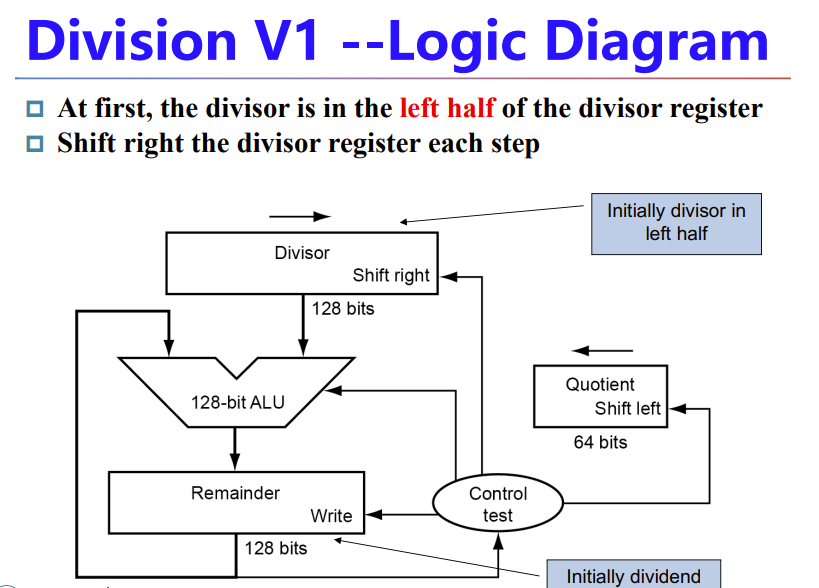 Division V1 --Logic Diagram
At first, the divisor is in the left half of the divisor register
Shift right the divisor register each step
Initially divisor in
left half
Divisor
Shift right
128 bits
128-bit ALU
Quotient
Shift left
64 bits
Remainder
Write
Control
test
128 bits
Initially dividend